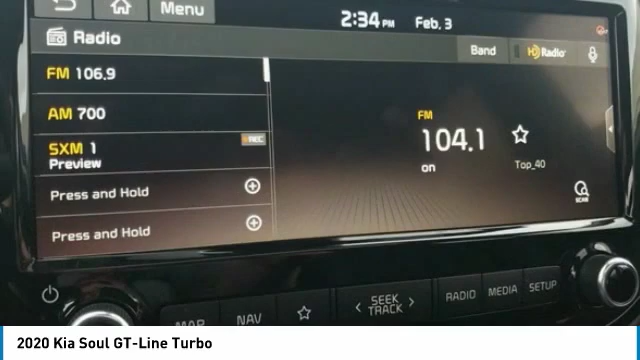 Menu
2:34 PM Feb, 3
Radio
Band
HD Radio
FM 106.9
AM 700
SXM 1
REC
Preview
Press and Hold
Press and Hold
FM
104.1
on
Top_40
SCAN
MAP
NAV
SEEK
TRACK
RADIO
MEDIA
SETUP
2020 Kia Soul GT-Line Turbo